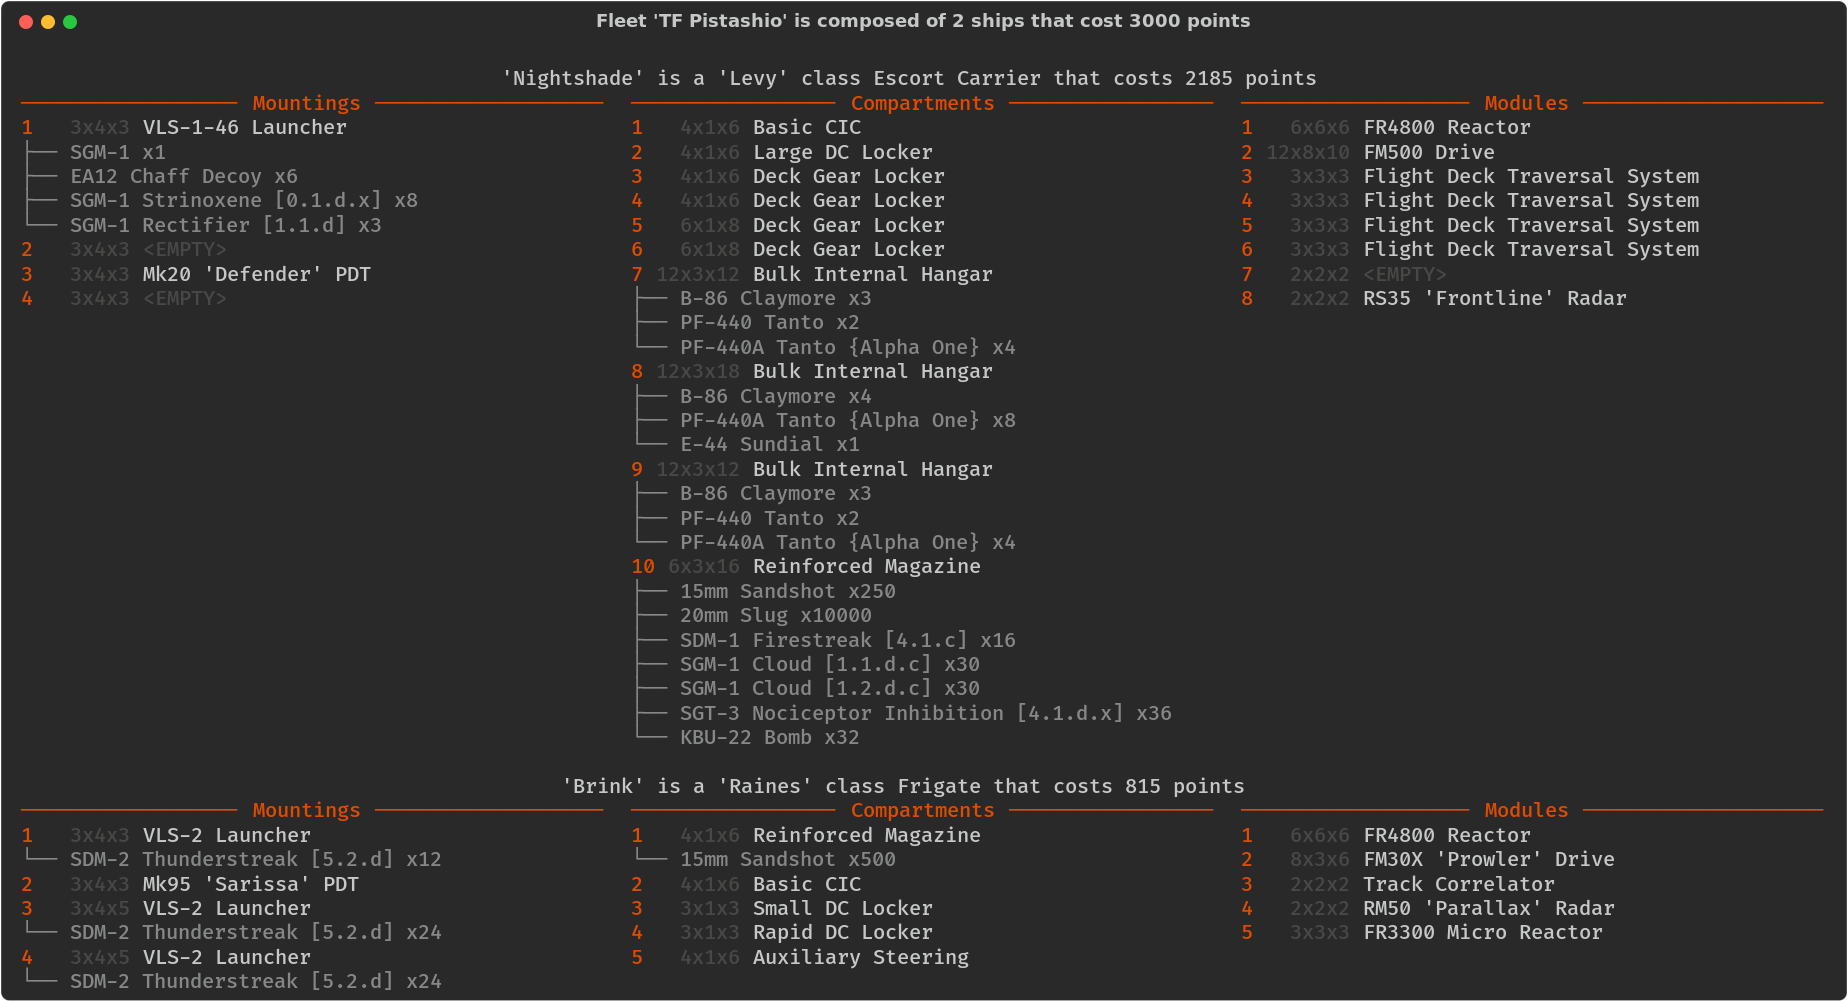 Fleet 'TF Pistashio' is composed of 2 ships that cost 3000 points
'Nightshade' is a 'Levy' class Escort Carrier that costs 2185 points
Mountings
1 3x4x3 VLS-1-46 Launcher
SGM-1 x1
EA12 Chaff Decoy x6
SGM-1 Strinoxene [0.1.d.x] x8
SGM-1 Rectifier [1.1.d] x3
2 3x4x3 <EMPTY>
3 3x4x3 Mk20 'Defender' PDT
4 3x4x3 <EMPTY>
Compartments
1 4x1x6 Basic CIC
2 4x1x6 Large DC Locker
3 4x1x6 Deck Gear Locker
4 4x1x6 Deck Gear Locker
5 6x1x8 Deck Gear Locker
6 6x1x8 Deck Gear Locker
7 12x3x12 Bulk Internal Hangar
B-86 Claymore x3
PF-440 Tanto x2
PF-440A Tanto {Alpha One} x4
8 12x3x18 Bulk Internal Hangar
B-86 Claymore x4
PF-440A Tanto {Alpha One} x8
E-44 Sundial x1
9 12x3x12 Bulk Internal Hangar
B-86 Claymore x3
PF-440 Tanto x2
PF-440A Tanto {Alpha One} x4
10 6x3x16 Reinforced Magazine
15mm Sandshot x250
20mm Slug x10000
SDM-1 Firestreak [4.1.c] x16
SGM-1 Cloud [1.1.d.c] x30
SGM-1 Cloud [1.2.d.c] x30
SGT-3 Nociceptor Inhibition [4.1.d.x] x36
KBU-22 Bomb x32
Modules
1 6x6x6 FR4800 Reactor
2 12x8x10 FM500 Drive
3 3x3x3 Flight Deck Traversal System
4 3x3x3 Flight Deck Traversal System
5 3x3x3 Flight Deck Traversal System
6 3x3x3 Flight Deck Traversal System
7 2x2x2 <EMPTY>
8 2x2x2 RS35 'Frontline' Radar
'Brink' is a 'Raines' class Frigate that costs 815 points
Mountings
1 3x4x3 VLS-2 Launcher
SDM-2 Thunderstreak [5.2.d] x12
2 3x4x3 Mk95 'Sarissa' PDT
3 3x4x5 VLS-2 Launcher
SDM-2 Thunderstreak [5.2.d] x24
4 3x4x5 VLS-2 Launcher
SDM-2 Thunderstreak [5.2.d] x24
Compartments
1 4x1x6 Reinforced Magazine
15mm Sandshot x500
2 4x1x6 Basic CIC
3 3x1x3 Small DC Locker
4 3x1x3 Rapid DC Locker
5 4x1x6 Auxiliary Steering
Modules
1 6x6x6 FR4800 Reactor
2 8x3x6 FM30X 'Prowler' Drive
3 2x2x2 Track Correlator
4 2x2x2 RM50 'Parallax' Radar
5 3x3x3 FR3300 Micro Reactor